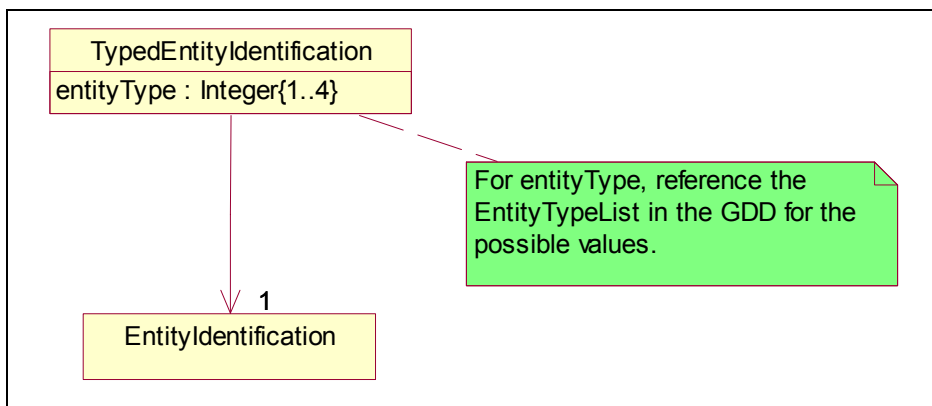 TypedEntityIdentification
entityType : Integer{1..4}
For entityType, reference the
EntityTypeList in the GDD for the
possible values.
1
EntityIdentification